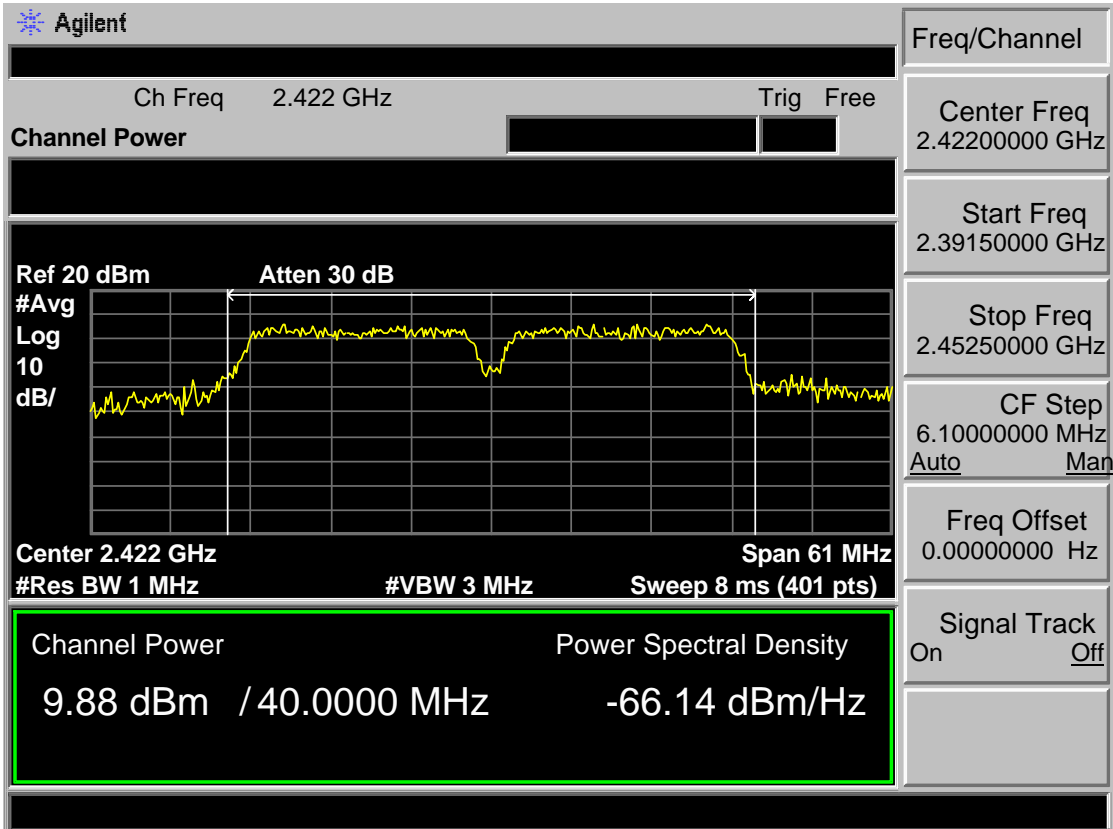 Agilent
Freq/Channel
Ch Freq 2.422 GHz Trig Free
Channel Power
Center Freq
2.42200000 GHz
Start Freq
2.39150000 GHz
Stop Freq
2.45250000 GHz
CF Step
6.10000000 MHz
Auto Man
Freq Offset
0.00000000 Hz
Signal Track
On Off
Ref 20 dBm Atten 30 dB
#Avg
Log
10
dB/
Center 2.422 GHz Span 61 MHz
#Res BW 1 MHz #VBW 3 MHz Sweep 8 ms (401 pts)
Channel Power Power Spectral Density
9.88 dBm / 40.0000 MHz -66.14 dBm/Hz